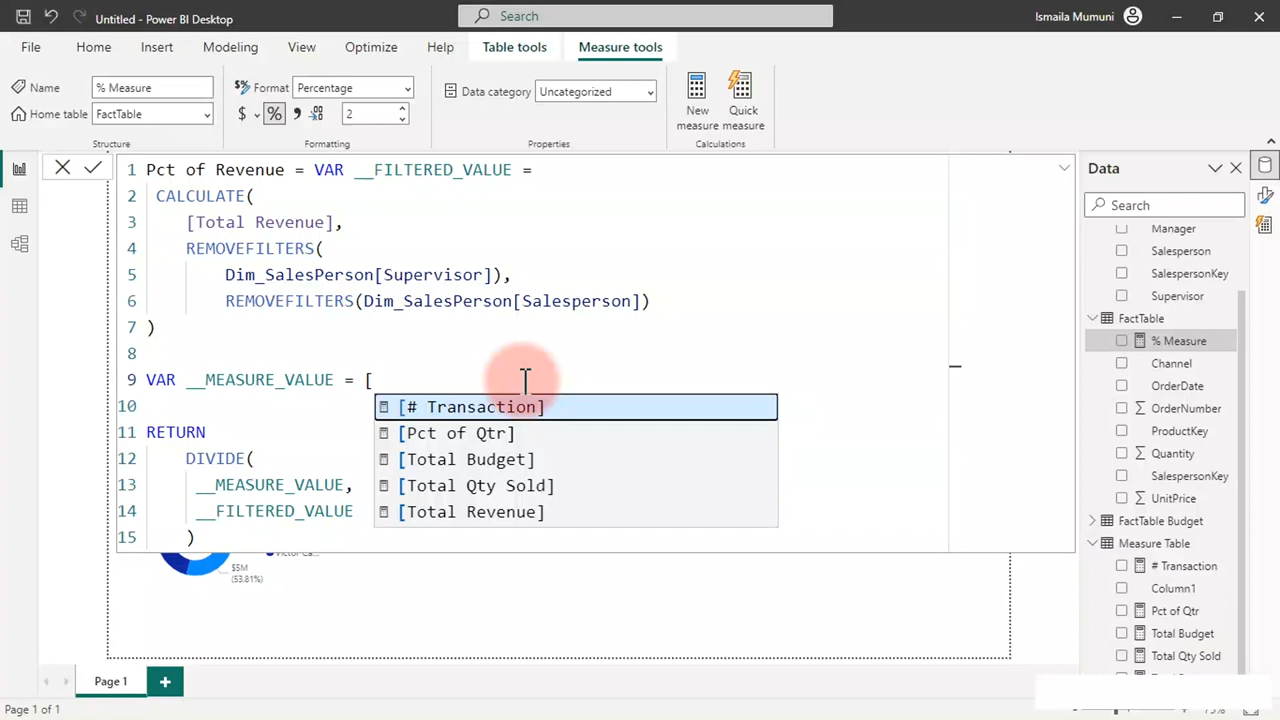 Untitled - Power BI Desktop
Search
Ismaila Mumuni
File Home Insert Modeling View Optimize Help Table tools Measure tools
Name % Measure
Home table FactTable
Structure
$% Format Percentage
$ % 2
Formatting
Data category Uncategorized
Properties
New measure
Quick measure
Calculations
1 Pct of Revenue = VAR __FILTERED_VALUE =
2 CALCULATE(
3 [Total Revenue],
4 REMOVEFILTERS(
5 Dim_SalesPerson[Supervisor]),
6 REMOVEFILTERS(Dim_SalesPerson[Salesperson])
7 )
8
9 VAR __MEASURE_VALUE = [
10
11 RETURN
12 DIVIDE(
13 __MEASURE_VALUE,
14 __FILTERED_VALUE
15 )
[# Transaction]
[Pct of Qtr]
[Total Budget]
[Total Qty Sold]
[Total Revenue]
$5M
(53.81%)
Data
Search
Manager
Salesperson
SalespersonKey
Supervisor
FactTable
% Measure
Channel
OrderDate
OrderNumber
ProductKey
Quantity
SalespersonKey
UnitPrice
FactTable Budget
Measure Table
# Transaction
Column1
Pct of Qtr
Total Budget
Total Qty Sold
Page 1
Page 1 of 1